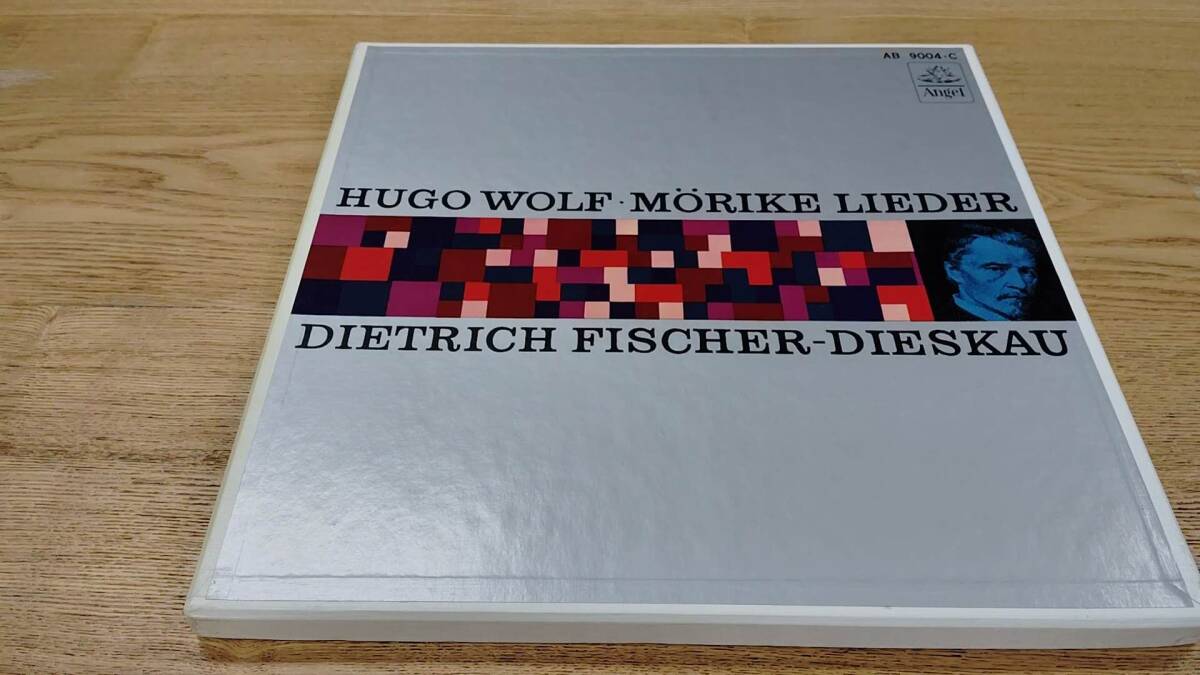 AB 9004-C
Angel
HUGO WOLF · MÖRIKE LIEDER
DIETRICH FISCHER-DIESKAU